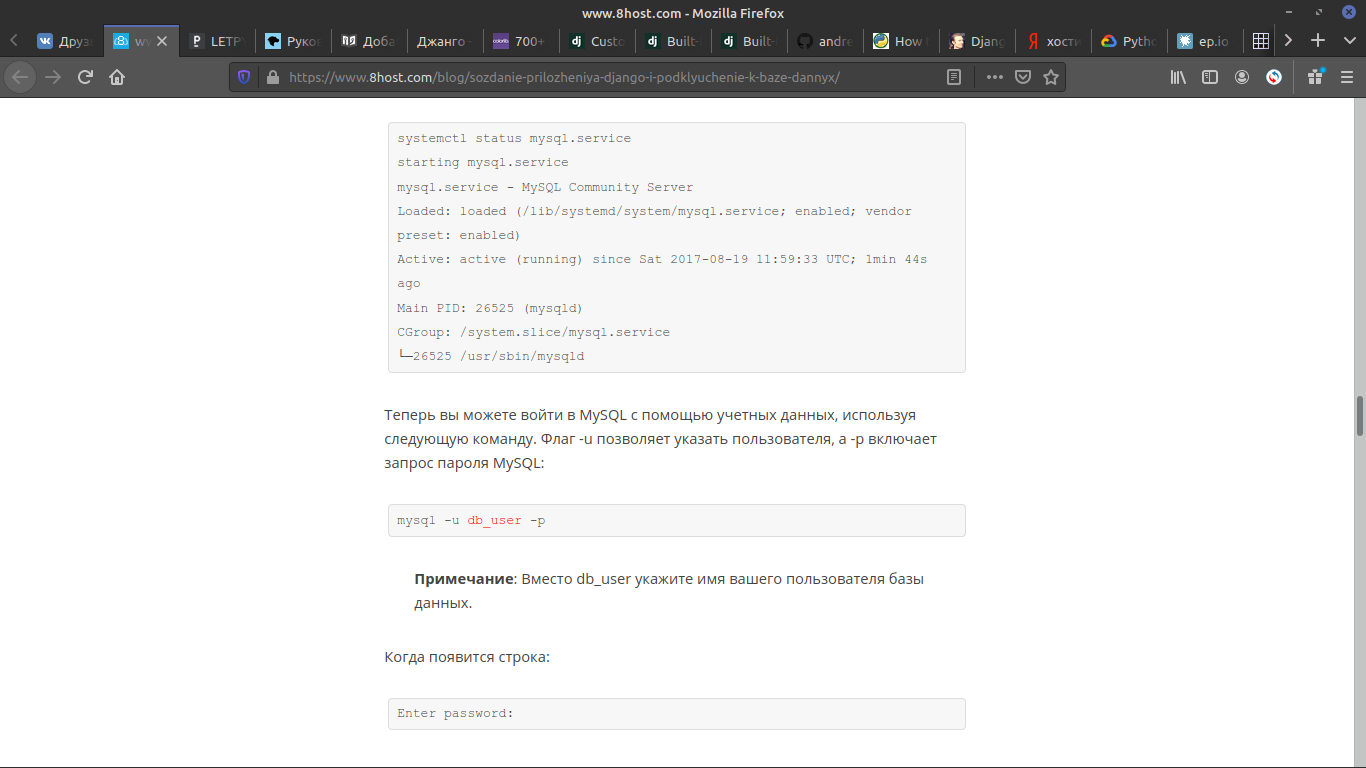 www.8host.com - Mozilla Firefox
Друз
ww
LETP
Руко
Доба
Джанго -
700+
Custo
Built-
Built-
andre
How
Djang
хости
Pytho
ep.io
https://www.8host.com/blog/sozdanie-prilozheniya-django-i-podklyuchenie-k-baze-dannyx/
systemctl status mysql.service
starting mysql.service
mysql.service - MySQL Community Server
Loaded: loaded (/lib/systemd/system/mysql.service; enabled; vendor
preset: enabled)
Active: active (running) since Sat 2017-08-19 11:59:33 UTC; 1min 44s
ago
Main PID: 26525 (mysqld)
CGroup: /system.slice/mysql.service
└─26525 /usr/sbin/mysqld
Теперь вы можете войти в MySQL с помощью учетных данных, используя
следующую команду. Флаг -u позволяет указать пользователя, а -p включает
запрос пароля MySQL:
mysql -u db_user -p
Примечание: Вместо db_user укажите имя вашего пользователя базы
данных.
Когда появится строка:
Enter password: